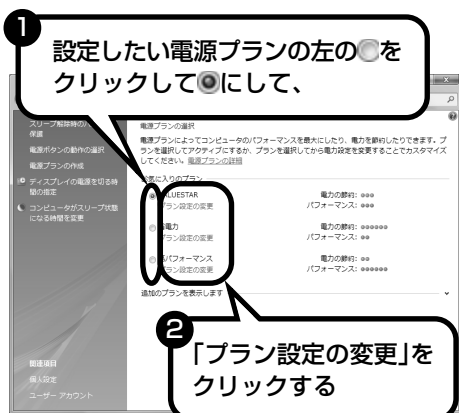 1
設定したい電源プランの左の○を
クリックして◉にして、
スリープ解除時の
保護
電源ボタンの動作の選択
電源プランの作成
ディスプレイの電源を切る時
間の指定
コンピュータがスリープ状態
になる時間を変更
関連項目
個人設定
ユーザー アカウント
電源プランの選択
電源プランによってコンピュータのパフォーマンスを最大にしたり、電力を節約したりできます。プ
ランを選択してアクティブにするか、プランを選択してから電力設定を変更することでカスタマイズ
してください。電源プランの詳細
お気に入りのプラン
LUESTAR
電力の節約:
プラン設定の変更
パフォーマンス:
省電力
電力の節約:
プラン設定の変更
パフォーマンス:
高パフォーマンス
電力の節約:
プラン設定の変更
パフォーマンス:
追加のプランを表示します
2
「プラン設定の変更」を
クリックする